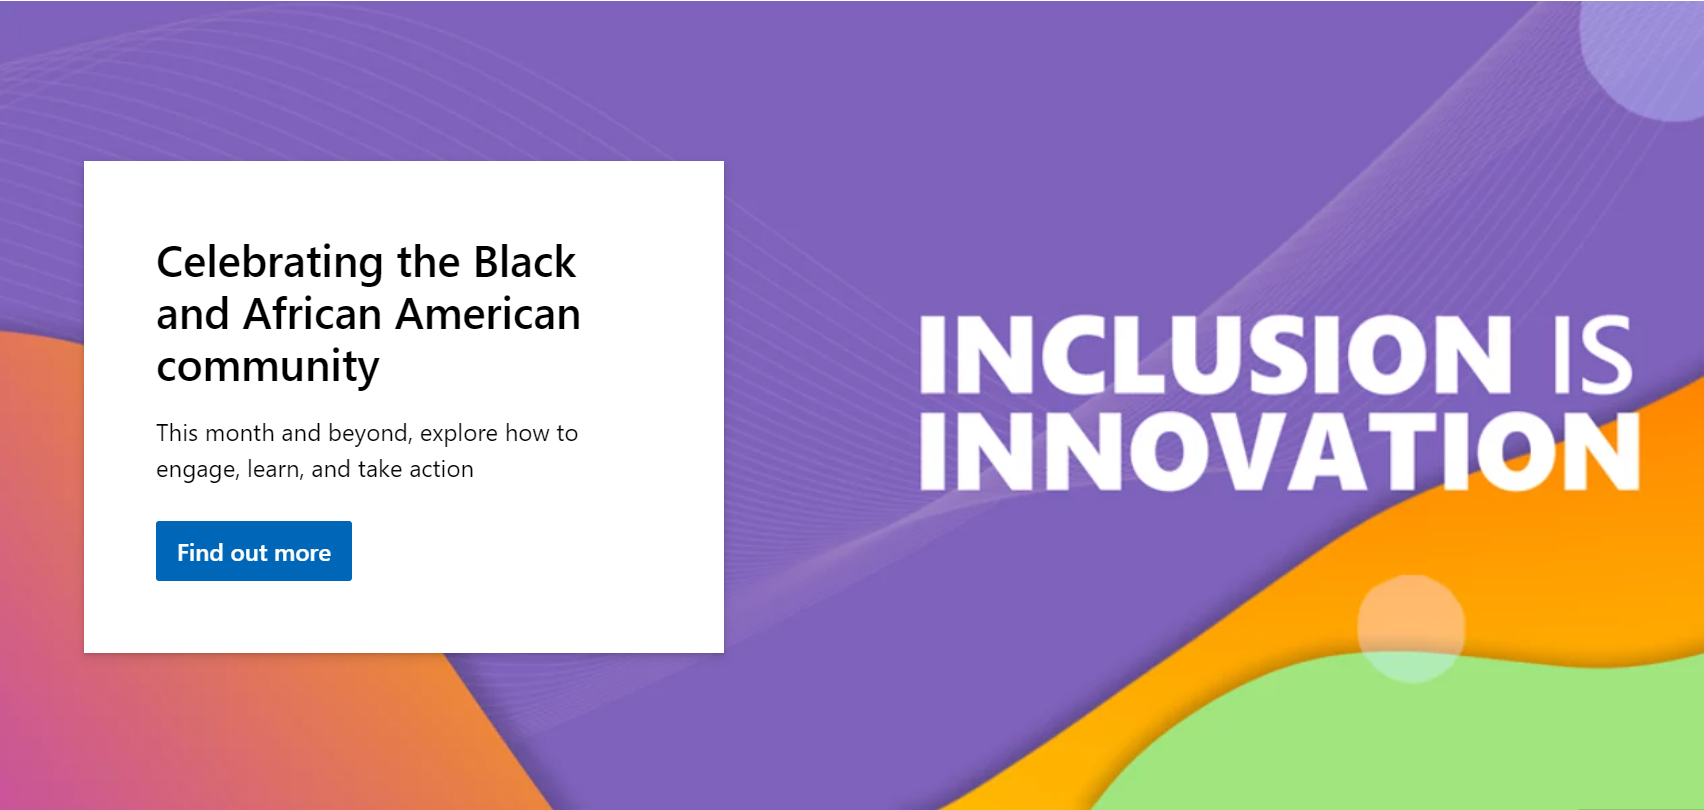 Celebrating the Black
and African American
community
This month and beyond, explore how to
engage, learn, and take action
Find out more
INCLUSION IS
INNOVATION